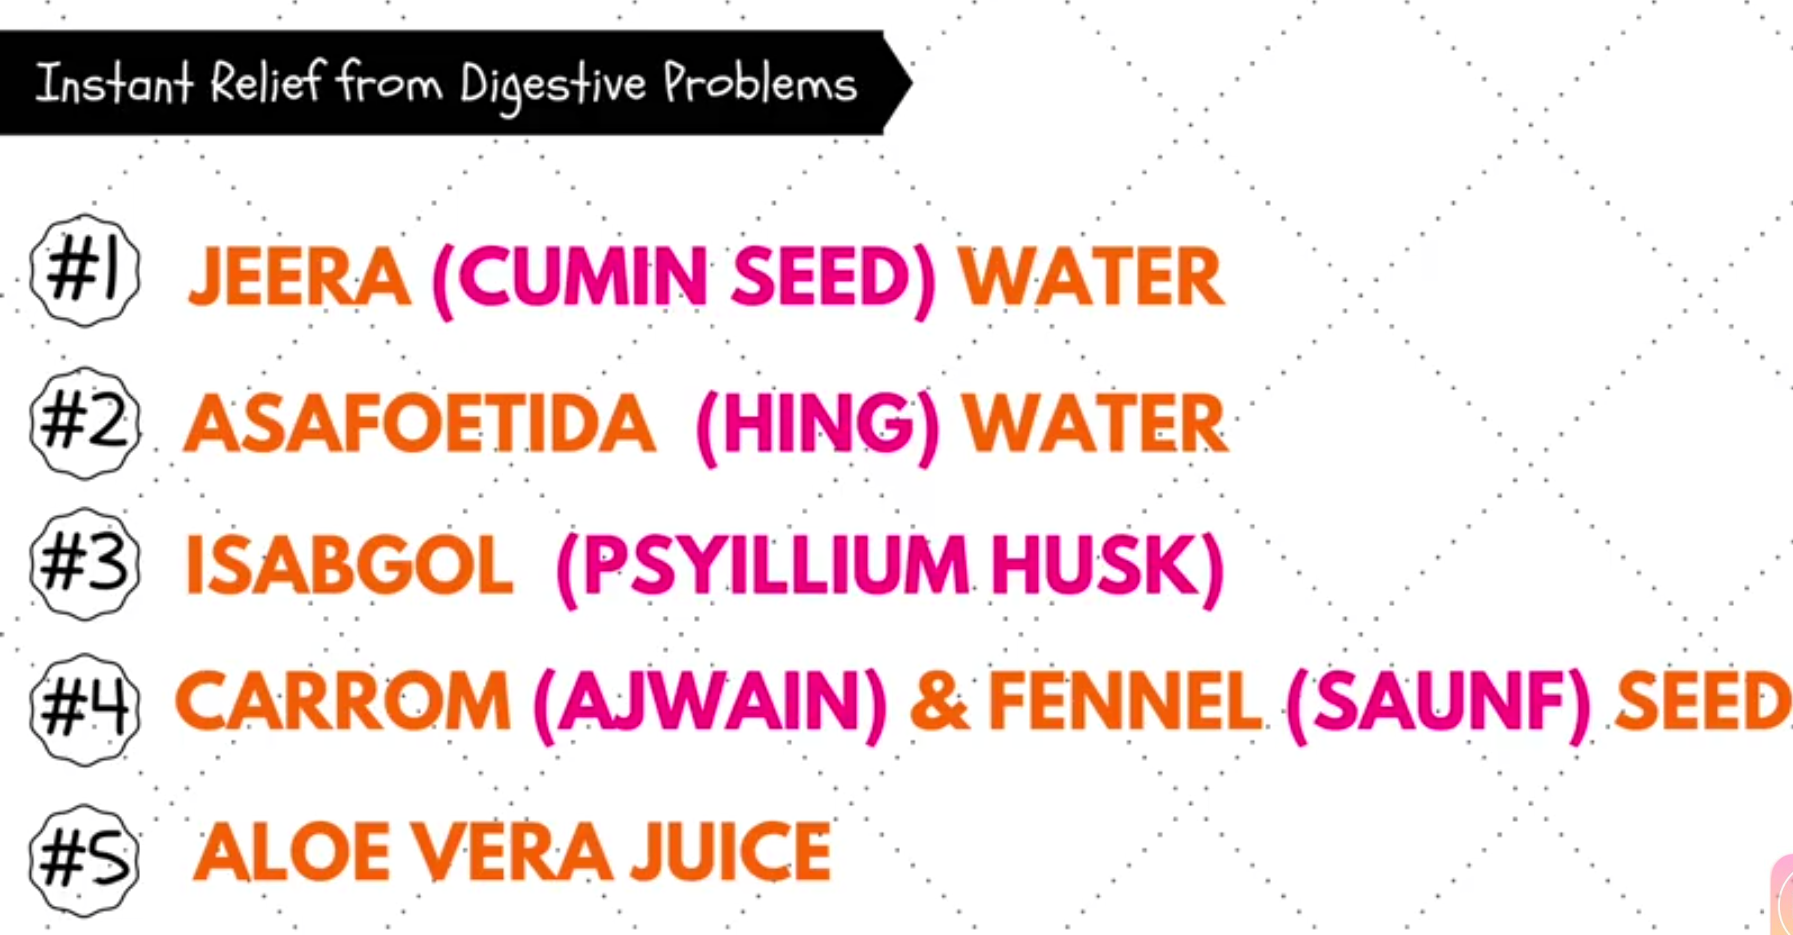 Instant Relief from Digestive Problems
#1 JEERA (CUMIN SEED) WATER
#2 ASAFOETIDA (HING) WATER
#3 ISABGOL (PSYILLIUM HUSK)
#4 CARROM (AJWAIN) & FENNEL (SAUNF) SEED
#5 ALOE VERA JUICE